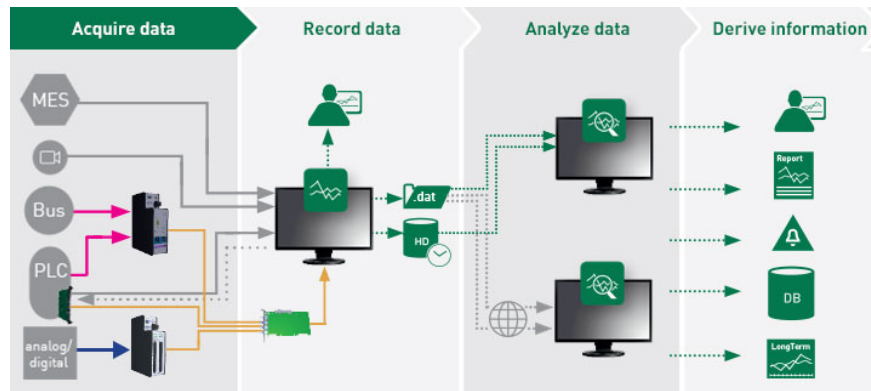 Acquire data
Record data
Analyze data
Derive information
MES
Bus
PLC
analog/
digital
.dat
HD
Report
DB
LongTerm